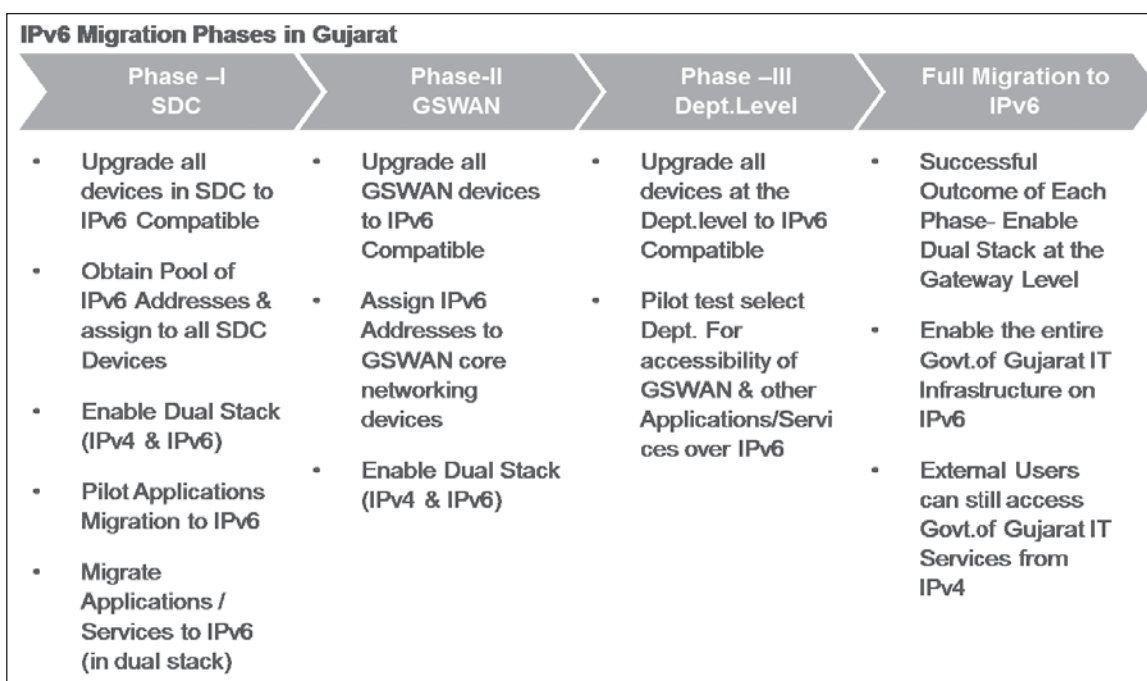 IPv6 Migration Phases in Gujarat
Phase –I
SDC
Phase-II
GSWAN
Phase –III
Dept.Level
Full Migration to
IPv6
• Upgrade all
devices in SDC to
IPv6 Compatible
• Obtain Pool of
IPv6 Addresses &
assign to all SDC
Devices
• Enable Dual Stack
(IPv4 & IPv6)
• Pilot Applications
Migration to IPv6
• Migrate
Applications /
Services to IPv6
(in dual stack)
• Upgrade all
GSWAN devices
to IPv6
Compatible
• Assign IPv6
Addresses to
GSWAN core
networking
devices
• Enable Dual Stack
(IPv4 & IPv6)
• Upgrade all
devices at the
Dept.level to IPv6
Compatible
• Pilot test select
Dept. For
accessibility of
GSWAN & other
Applications/Servi
ces over IPv6
• Successful
Outcome of Each
Phase– Enable
Dual Stack at the
Gateway Level
• Enable the entire
Govt.of Gujarat IT
Infrastructure on
IPv6
• External Users
can still access
Govt.of Gujarat IT
Services from
IPv4